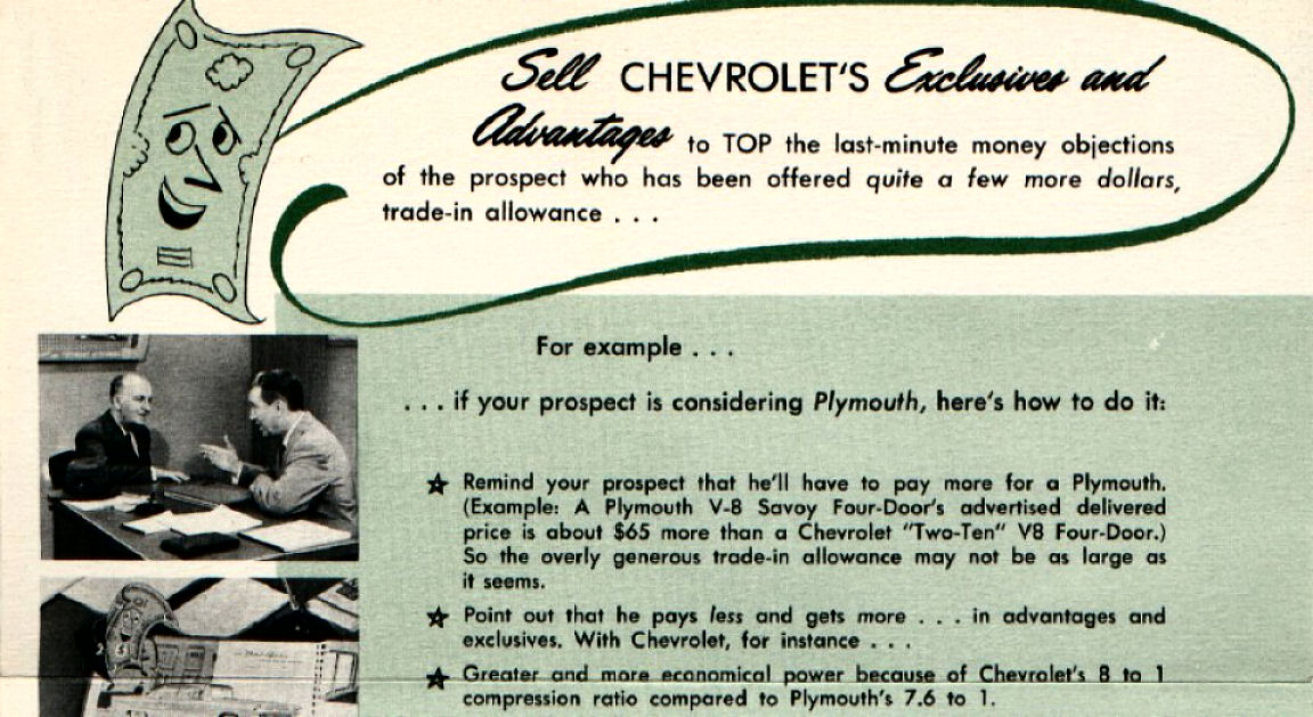 Sell CHEVROLET'S Exclusives and
Advantages to TOP the last-minute money objections
of the prospect who has been offered quite a few more dollars,
trade-in allowance . . .
For example . . .
. . . if your prospect is considering Plymouth, here's how to do it:
★ Remind your prospect that he'll have to pay more for a Plymouth.
(Example: A Plymouth V-8 Savoy Four-Door's advertised delivered
price is about $65 more than a Chevrolet "Two-Ten" V8 Four-Door.)
So the overly generous trade-in allowance may not be as large as
it seems.
★ Point out that he pays less and gets more . . . in advantages and
exclusives. With Chevrolet, for instance . . .
★ Greater and more economical power because of Chevrolet's 8 to 1
compression ratio compared to Plymouth's 7.6 to 1.